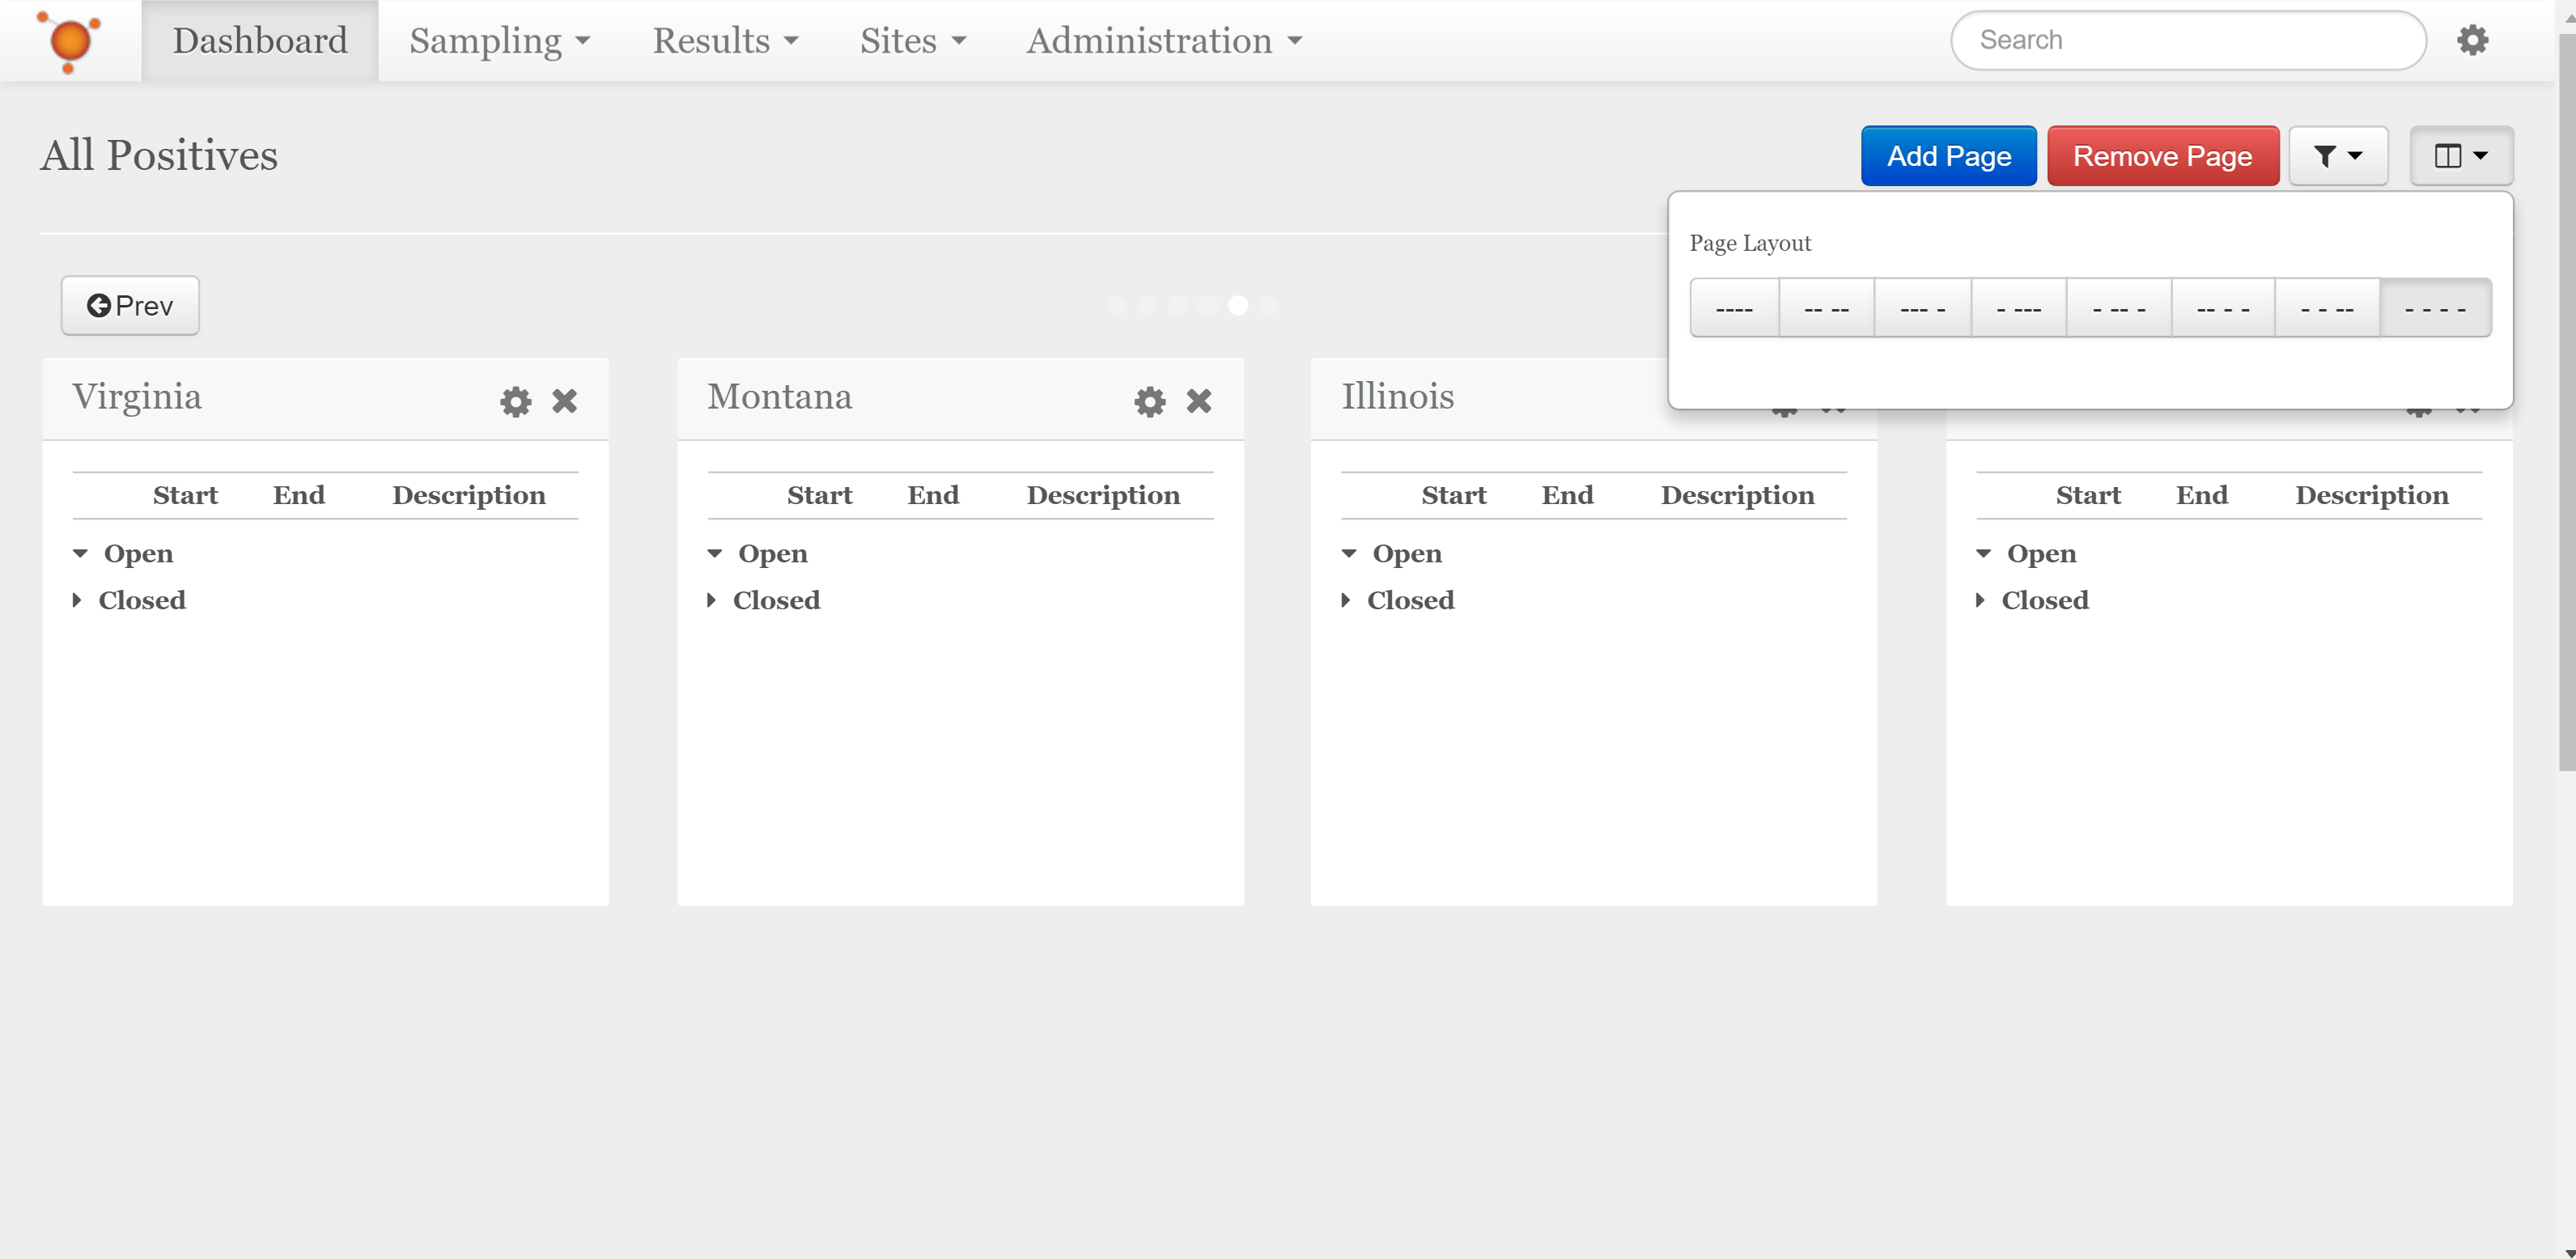 Dashboard Sampling Results Sites Administration Search
All Positives Add Page Remove Page
Page Layout
Prev
---- -- -- --- - - --- - -- - -- - - - - -- - - - -
Virginia Montana Illinois
Start End Description Start End Description Start End Description Start End Description
Open Open Open Open
Closed Closed Closed Closed